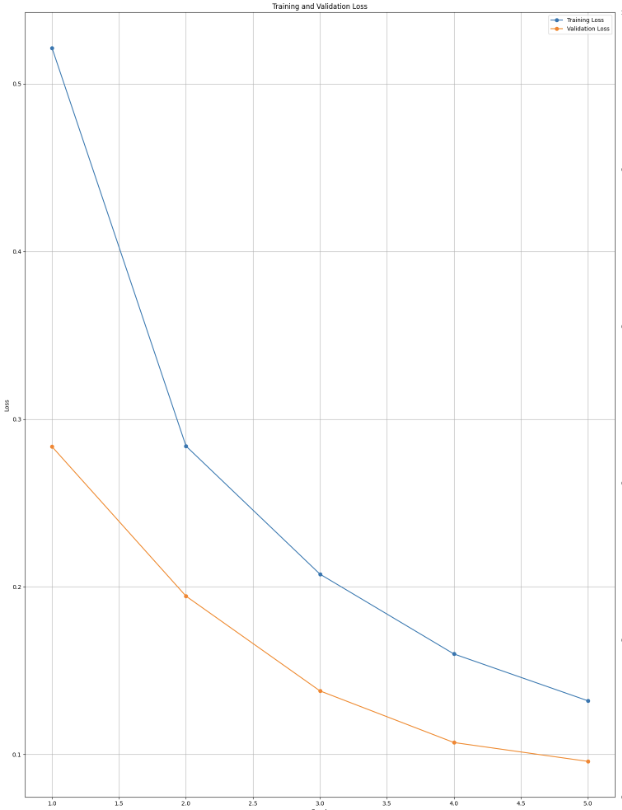 Training and Validation Loss
Training Loss
Validation Loss
0.5
0.4
0.3
0.2
0.1
Loss
1.0 1.5 2.0 2.5 3.0 3.5 4.0 4.5 5.0